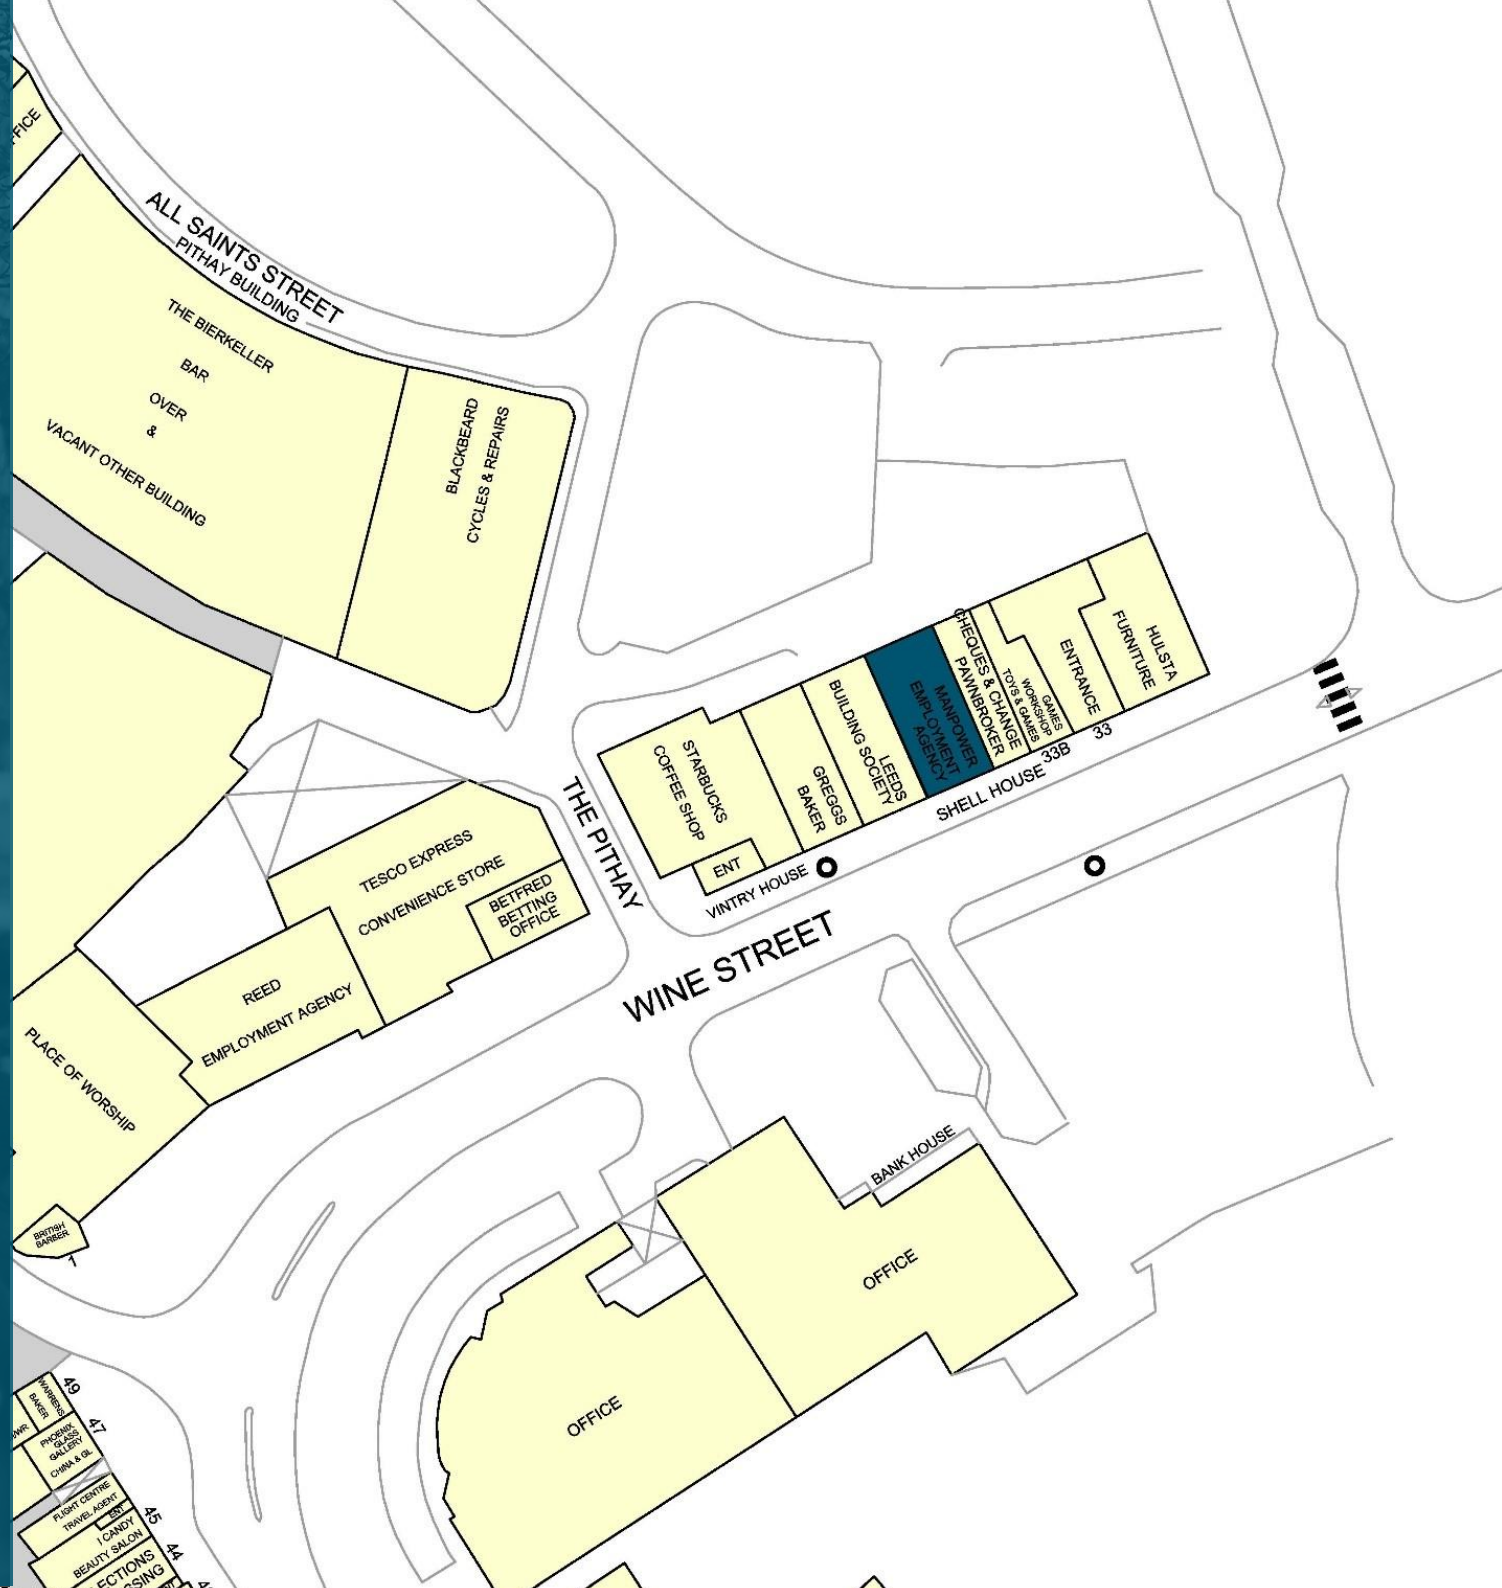 FFICE
ALL SAINTS STREET
PITHAY BUILDING
THE BIERKELLER
BAR
OVER
&
VACANT OTHER BUILDING
BLACKBEARD
CYCLES & REPAIRS
STARBUCKS
COFFEE SHOP
ENT
GREGGS
BAKER
LEEDS
BUILDING SOCIETY
MANPOWER
EMPLOYMENT
AGENCY
CHEQUES & CHANGE
PAWNBROKER
GAMES
WORKSHOP
TOYS & GAMES
ENTRANCE
HULSTA
FURNITURE
33
33B
SHELL HOUSE
VINTRY HOUSE
THE PITHAY
WINE STREET
TESCO EXPRESS
CONVENIENCE STORE
BETFRED
BETTING
OFFICE
REED
EMPLOYMENT AGENCY
PLACE OF WORSHIP
BRITISH
BARBER
1
BANK HOUSE
OFFICE
OFFICE
49
WARRENS
BAKER
47
PHOENIX
GLASS
GALLERY
CHINA & GL
FLIGHT CENTRE
TRAVEL AGENT
ENT
45
I CANDY
BEAUTY SALON
44
ECTIONS
SSING